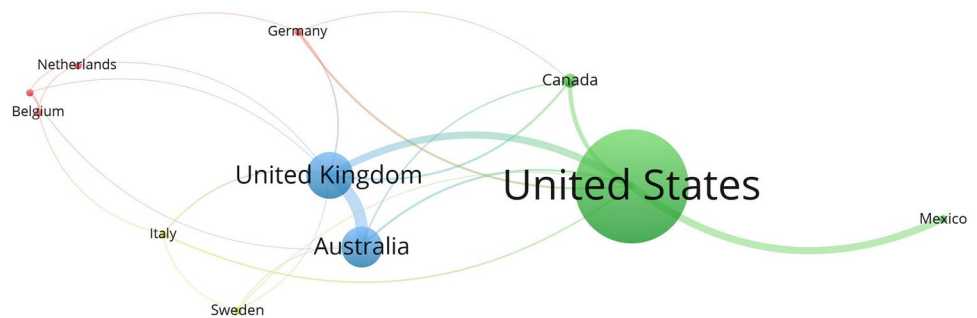 Germany
Netherlands
Canada
Belgium
United Kingdom
United States
Mexico
Italy
Australia
Sweden